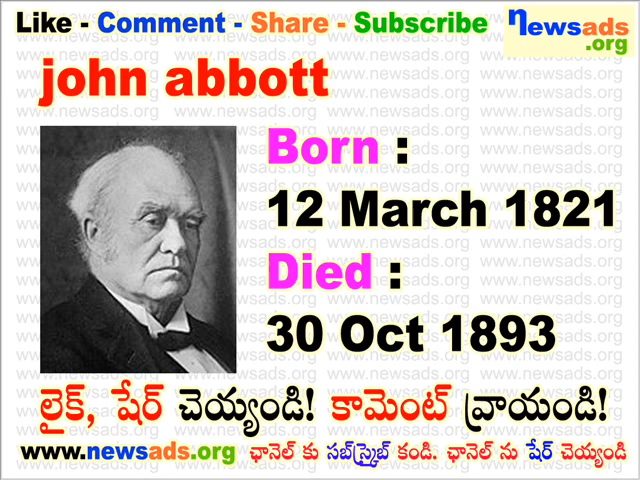 Like - Comment - Share - Subscribe
newsads
.org
john abbott
Born :
12 March 1821
Died :
30 Oct 1893
లైక్, షేర్ చెయ్యండి! కామెంట్ వ్రాయండి!
www.newsads.org ఛానెల్ కు సబ్‌స్క్రైబ్ కండి. ఛానెల్ ను షేర్ చెయ్యండి